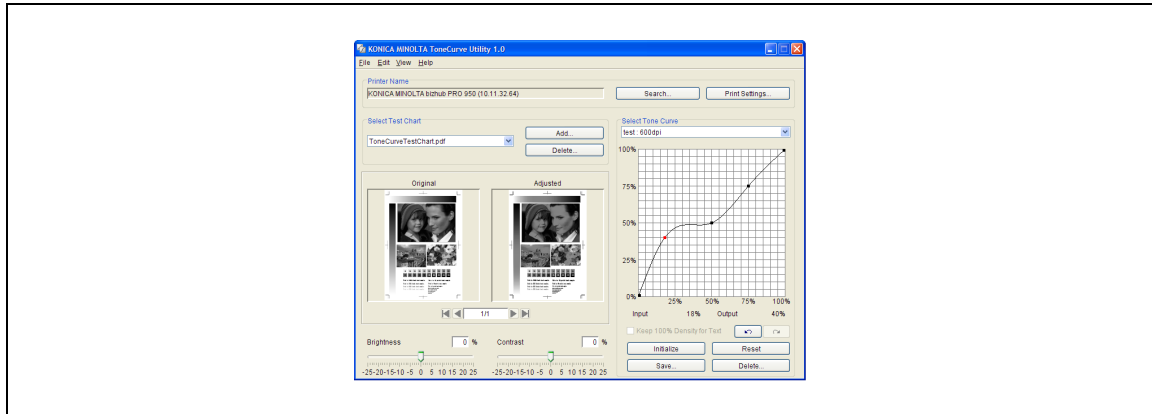 KONICA MINOLTA ToneCurve Utility 1.0
File Edit View Help
Printer Name
KONICA MINOLTA bizhub PRO 950 (10.11.32.64)
Search...
Print Settings...
Select Test Chart
ToneCurveTestChart.pdf
Add...
Delete...
Select Tone Curve
test : 600dpi
Original
Adjusted
1/1
100%
75%
50%
25%
0%
25% 50% 75% 100%
Input 18% Output 40%
Keep 100% Density for Text
Initialize
Reset
Save...
Delete...
Brightness 0 %
-25 -20 -15 -10 -5 0 5 10 15 20 25
Contrast 0 %
-25 -20 -15 -10 -5 0 5 10 15 20 25